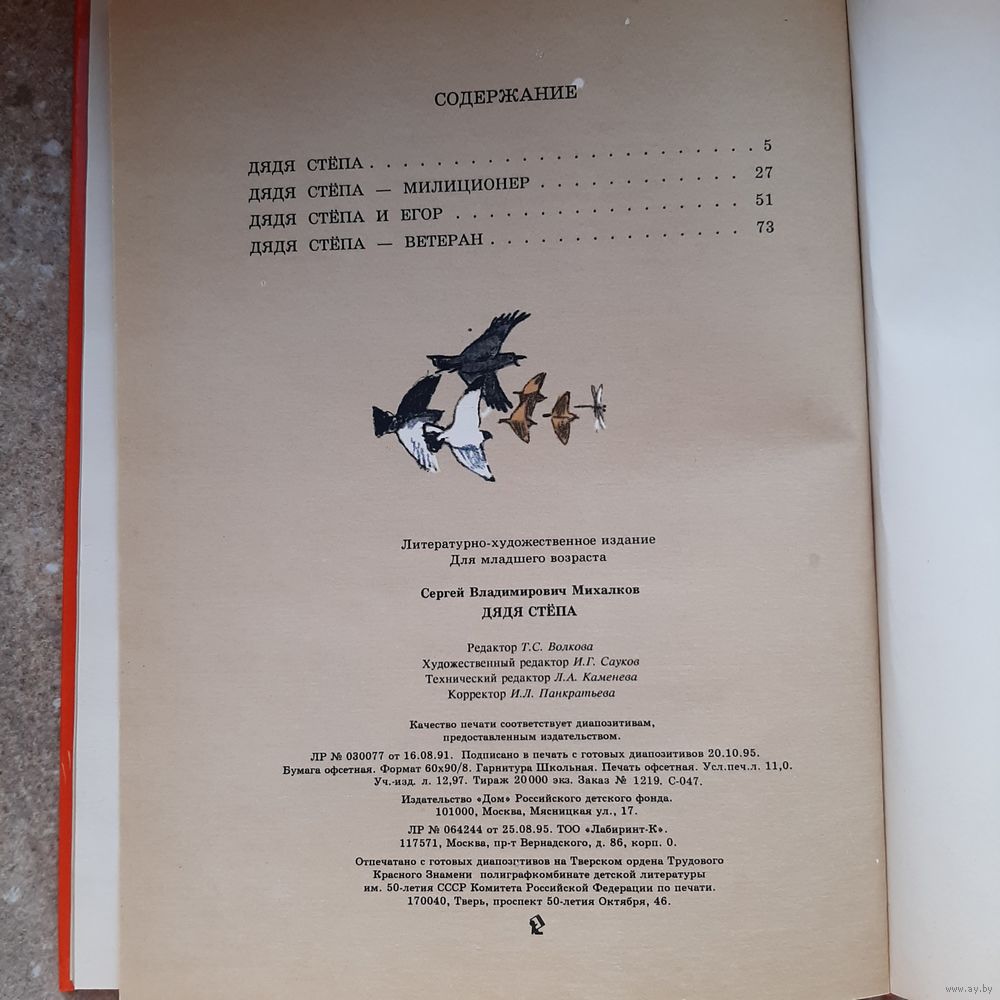 СОДЕРЖАНИЕ
ДЯДЯ СТЁПА . . . . . . . . . . . . . . . . . . . . . . . . 5
ДЯДЯ СТЁПА — МИЛИЦИОНЕР . . . . . . . . . . . . . 27
ДЯДЯ СТЁПА И ЕГОР . . . . . . . . . . . . . . . . . . 51
ДЯДЯ СТЁПА — ВЕТЕРАН . . . . . . . . . . . . . . . . 73
Литературно-художественное издание
Для младшего возраста
Сергей Владимирович Михалков
ДЯДЯ СТЁПА
Редактор Т.С. Волкова
Художественный редактор И.Г. Сауков
Технический редактор Л.А. Каменева
Корректор И.Л. Панкратьева
Качество печати соответствует диапозитивам,
предоставленным издательством.
ЛР № 030077 от 16.08.91. Подписано в печать с готовых диапозитивов 20.10.95.
Бумага офсетная. Формат 60х90/8. Гарнитура Школьная. Печать офсетная. Усл.печ.л. 11,0.
Уч.-изд. л. 12,97. Тираж 20 000 экз. Заказ № 1219. С-047.
Издательство «Дом» Российского детского фонда.
101000, Москва, Мясницкая ул., 17.
ЛР № 064244 от 25.08.95. ТОО «Лабиринт-К».
117571, Москва, пр-т Вернадского, д. 86, корп. 0.
Отпечатано с готовых диапозитивов на Тверском ордена Трудового
Красного Знамени полиграфкомбинате детской литературы
им. 50-летия СССР Комитета Российской Федерации по печати.
170040, Тверь, проспект 50-летия Октября, 46.
www.ay.by